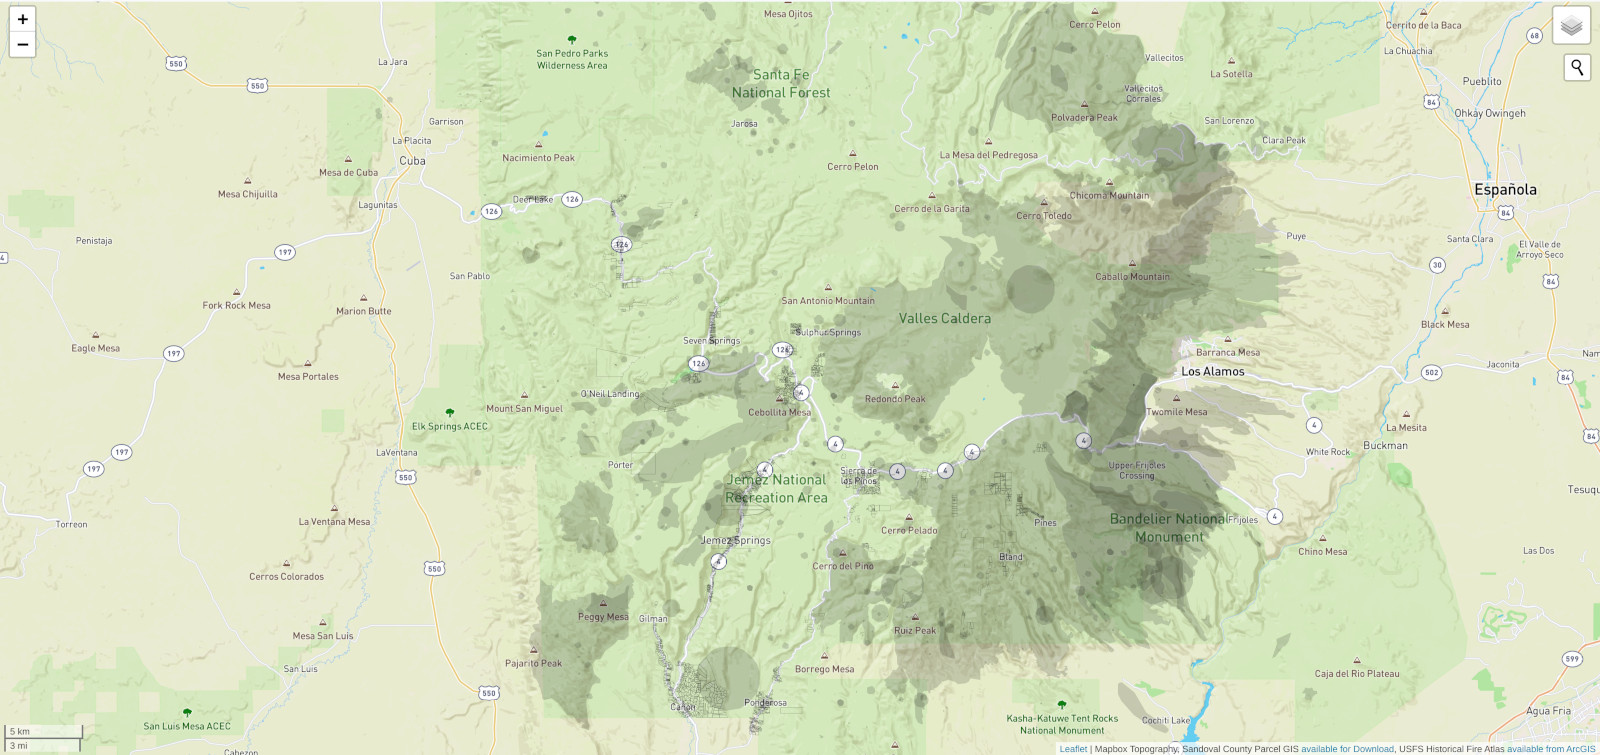 +
−
Mesa Ojitos
Cerro Pelon
Cerrito de la Baca
68
La Chuachia
San Pedro Parks
Wilderness Area
Vallecitos
550
La Jara
Santa Fe
National Forest
La Sotella
Pueblito
550
Vallecitos
Corrales
84
Ohkay Owingeh
Garrison
Jarosa
Polvadera Peak
San Lorenzo
La Placita
Clara Peak
Cuba
Nacimiento Peak
Cerro Pelon
La Mesa del Pedregosa
Mesa de Cuba
Mesa Chijuilla
Española
Lagunitas
126
Deer Lake
126
Cerro de la Garita
Chicoma Mountain
Cerro Toledo
84
Penistaja
197
126
Puye
Santa Clara
El Valle de
Arroyo Seco
4
San Pablo
Caballo Mountain
30
84
Fork Rock Mesa
Marion Butte
San Antonio Mountain
Valles Caldera
Black Mesa
Eagle Mesa
197
Seven Springs
Sulphur Springs
126
126
Barranca Mesa
Los Alamos
Jaconita
Nam
502
84
Mesa Portales
O'Neil Landing
4
Redondo Peak
Mount San Miguel
Cebollita Mesa
Twomile Mesa
Elk Springs ACEC
4
La Mesita
84
4
4
4
Buckman
197
197
LaVentana
Porter
4
Sierra de
los Pinos
4
4
Upper Frijoles
Crossing
White Rock
550
Jemez National
Recreation Area
Tesuqu
Torreon
La Ventana Mesa
Cerro Pelado
Pines
Bandelier National
Monument
Frijoles
4
Jemez Springs
Chino Mesa
Las Dos
4
Bland
550
Cerros Colorados
Cerro del Pino
Peggy Mesa
Gilman
Ruiz Peak
Mesa San Luis
Pajarito Peak
Borrego Mesa
599
San Luis
Caja del Rio Plateau
550
Cañon
Ponderosa
San Luis Mesa ACEC
Kasha-Katuwe Tent Rocks
National Monument
Cochiti Lake
Agua Fria
5 km
3 mi
Cabezon
Leaflet | Mapbox Topography, Sandoval County Parcel GIS available for Download, USFS Historical Fire Atlas available from ArcGIS